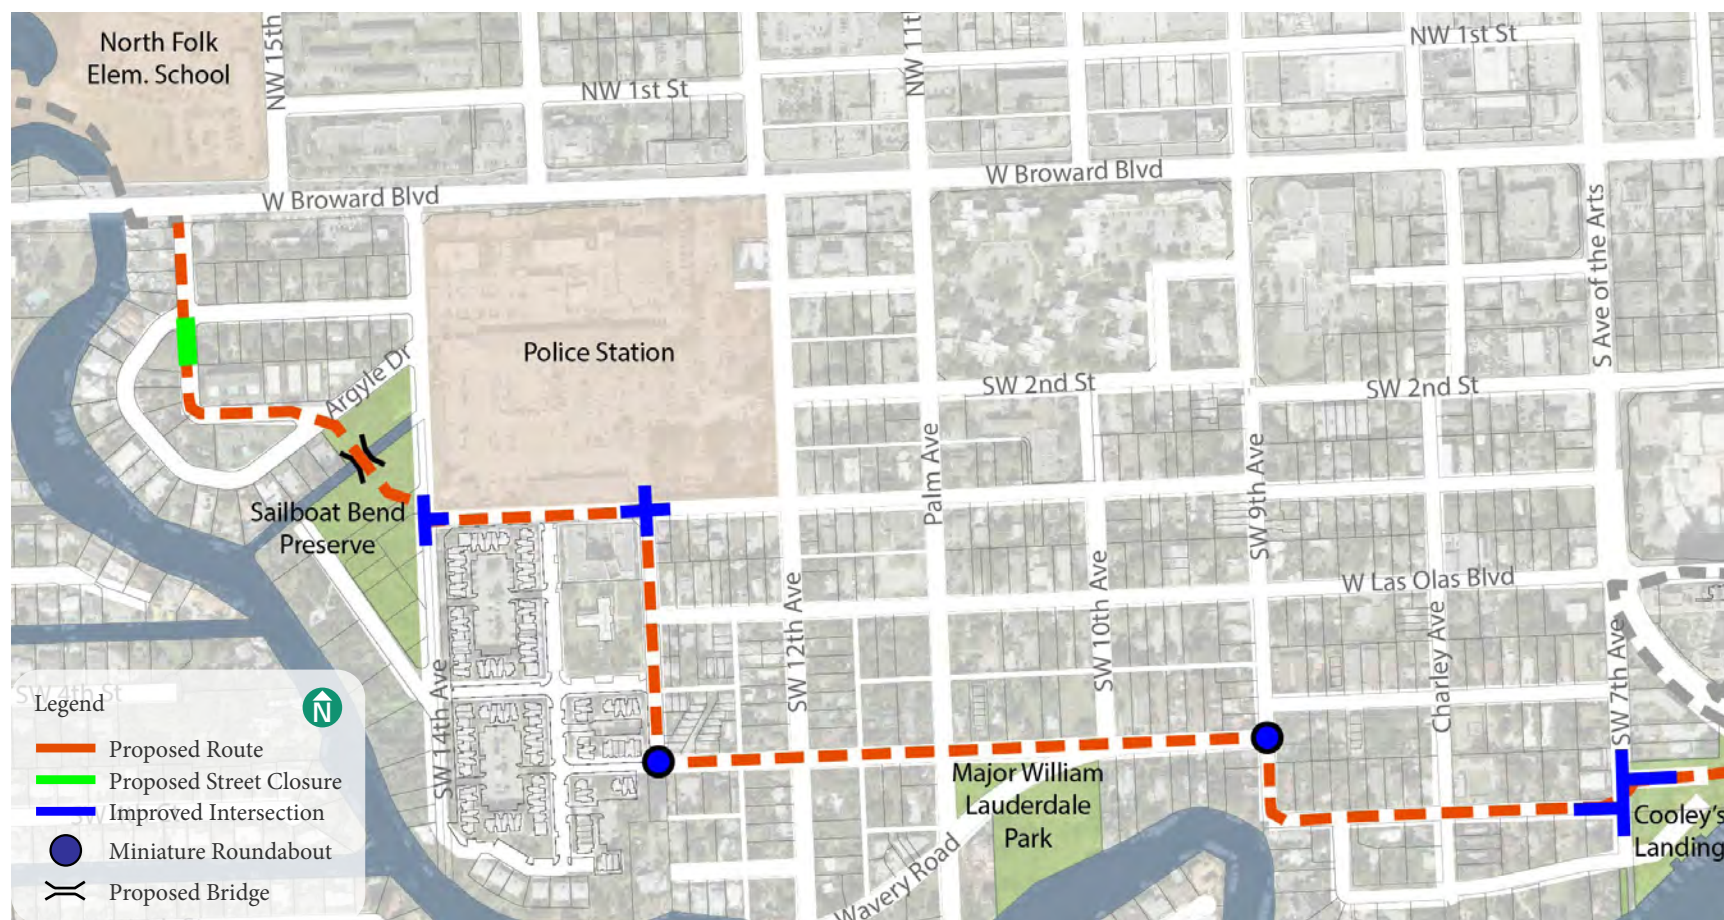 North Folk
Elem. School
NW 15th
NW 1st St
NW 11t
NW 1st St
W Broward Blvd
W Broward Blvd
S Ave of the Arts
Argyle Dr
Police Station
SW 2nd St
SW 2nd St
Palm Ave
SW 9th Ave
Sailboat Bend
Preserve
SW 12th Ave
SW 10th Ave
W Las Olas Blvd
Charley Ave
SW 7th Ave
SW 14th Ave
SW 4th St
Major William
Lauderdale
Park
Wavery Road
Cooley's
Landing
Legend
N
Proposed Route
Proposed Street Closure
Improved Intersection
Miniature Roundabout
Proposed Bridge